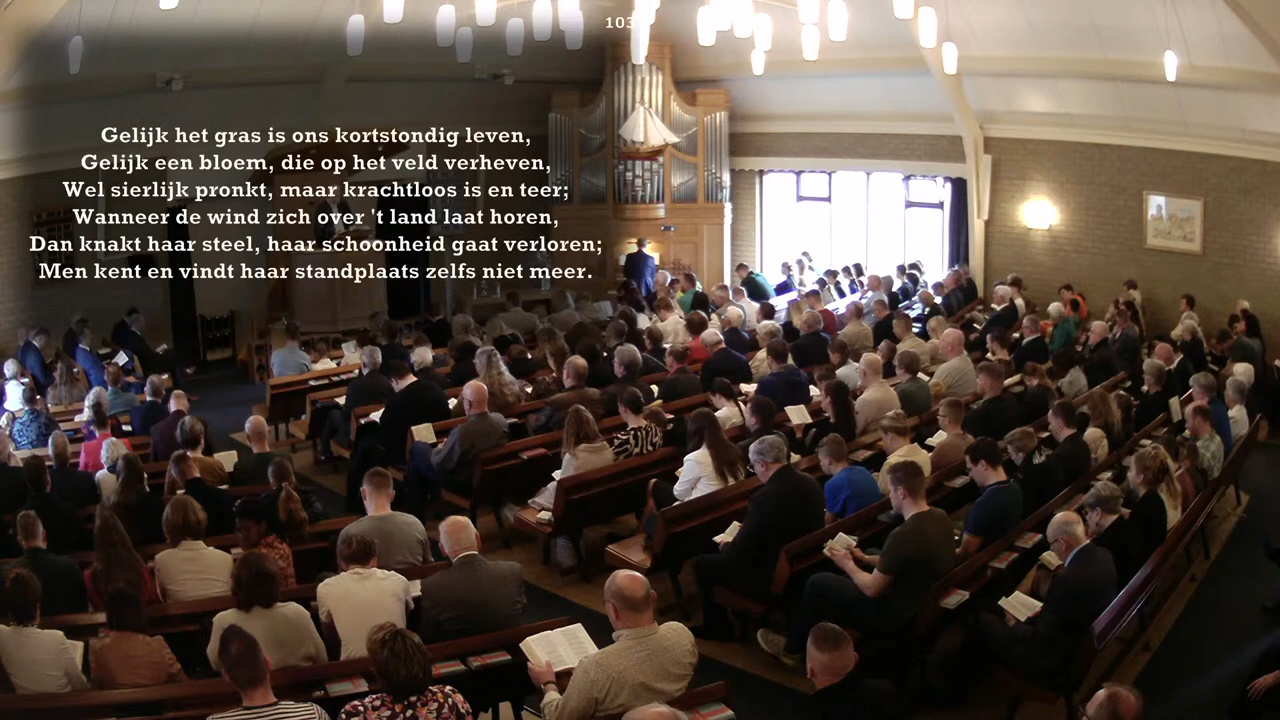 103
Gelijk het gras is ons kortstondig leven,
Gelijk een bloem, die op het veld verheven,
Wel sierlijk pronkt, maar krachtloos is en teer;
Wanneer de wind zich over 't land laat horen,
Dan knakt haar steel, haar schoonheid gaat verloren;
Men kent en vindt haar standplaats zelfs niet meer.